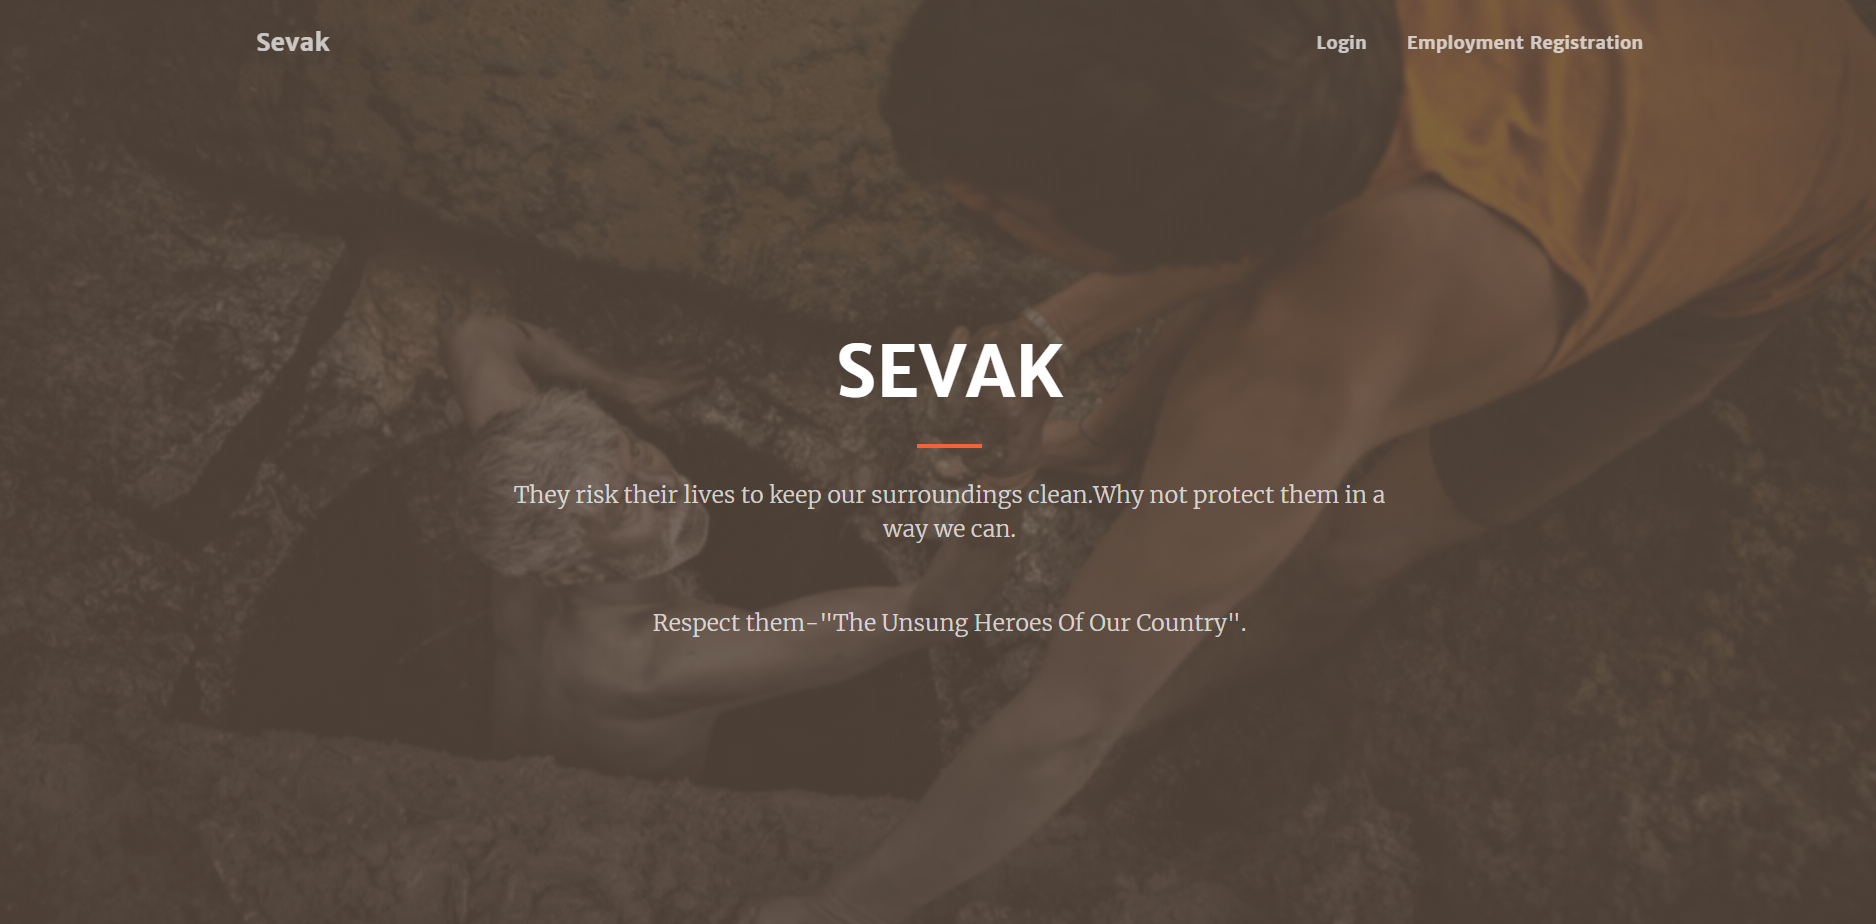 Sevak
Login
Employment Registration
SEVAK
They risk their lives to keep our surroundings clean.Why not protect them in a
way we can.
Respect them-"The Unsung Heroes Of Our Country".